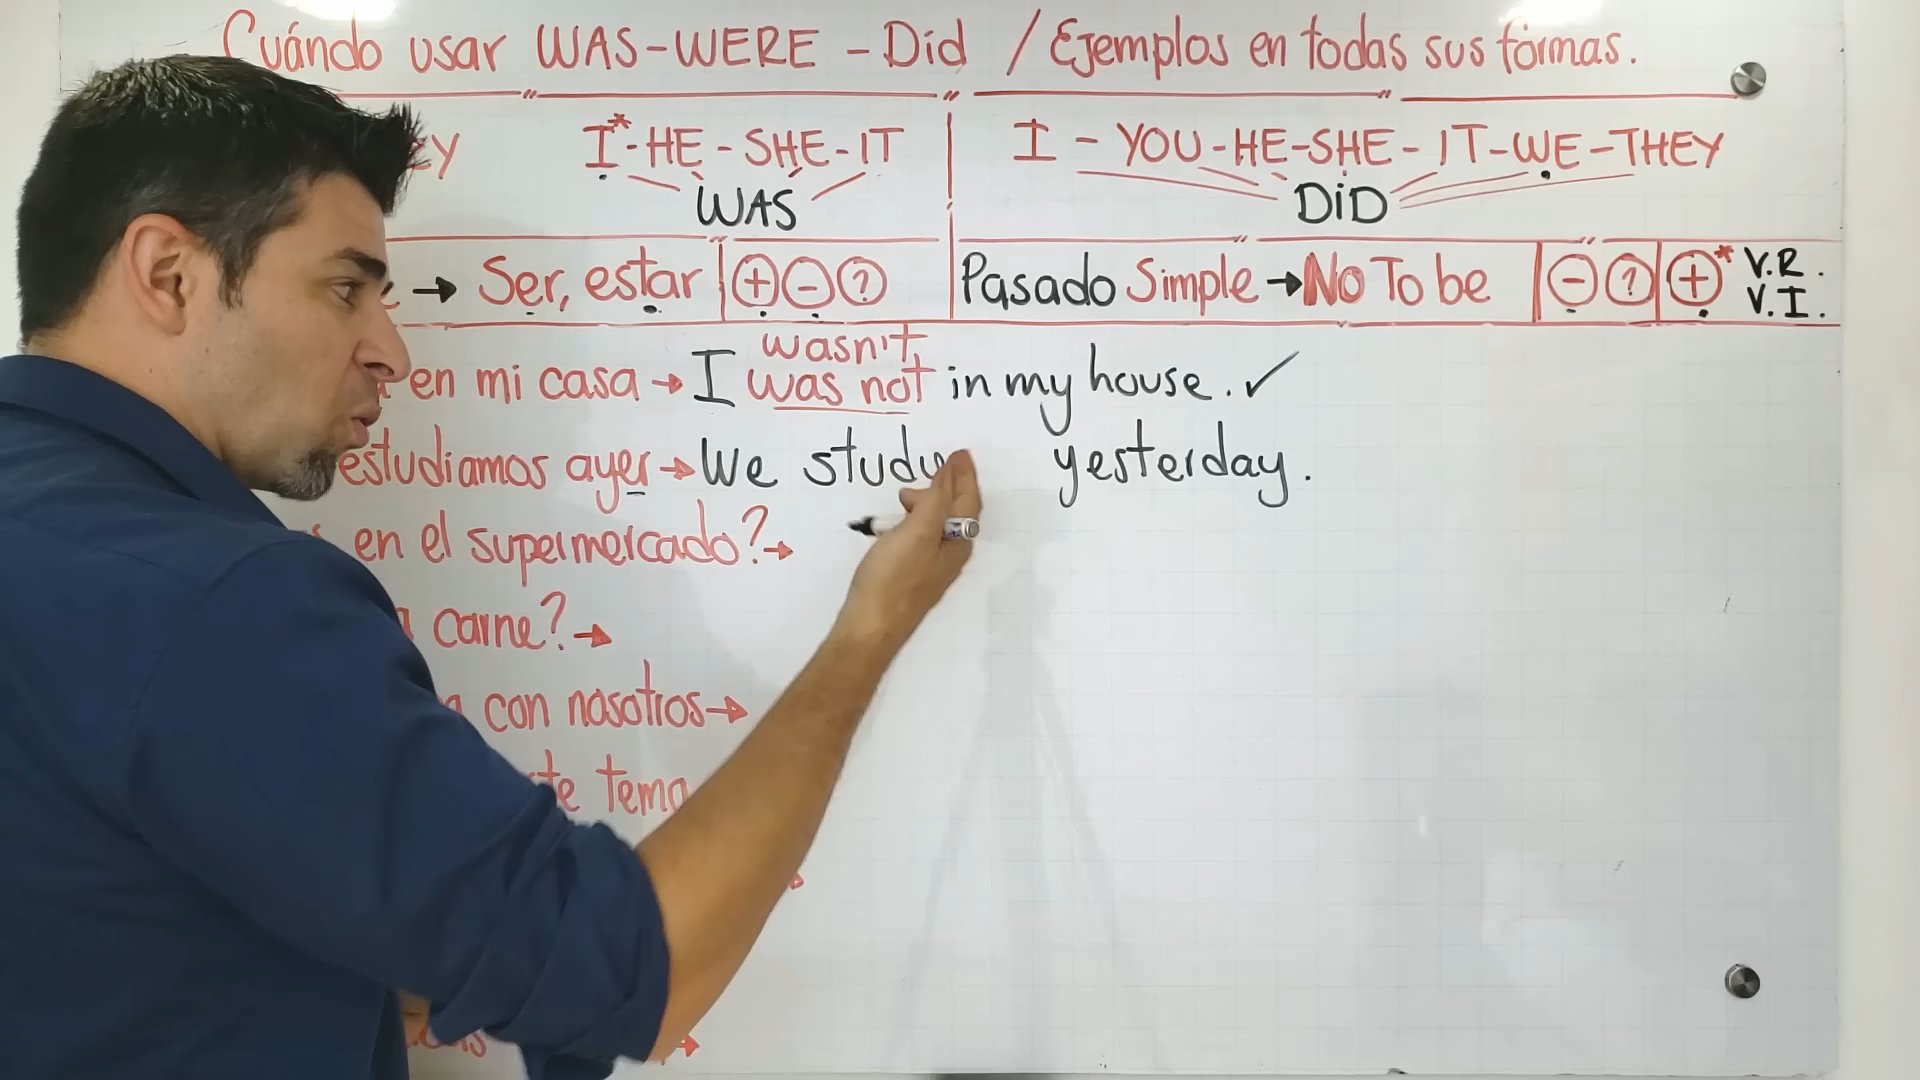 Cuándo usar WAS-WERE - Did / Ejemplos en todas sus formas.
I* - HE - SHE - IT
WAS
I - YOU - HE - SHE - IT - WE - THEY
DiD
→ Ser, estar + - ?
Pasado Simple → No To be - ? +* V.R.
V.I.
wasn't
en mi casa → I was not in my house. ✓
estudiamos ayer → We study yesterday.
en el supermercado? →
carne? →
con nosotros →
tema